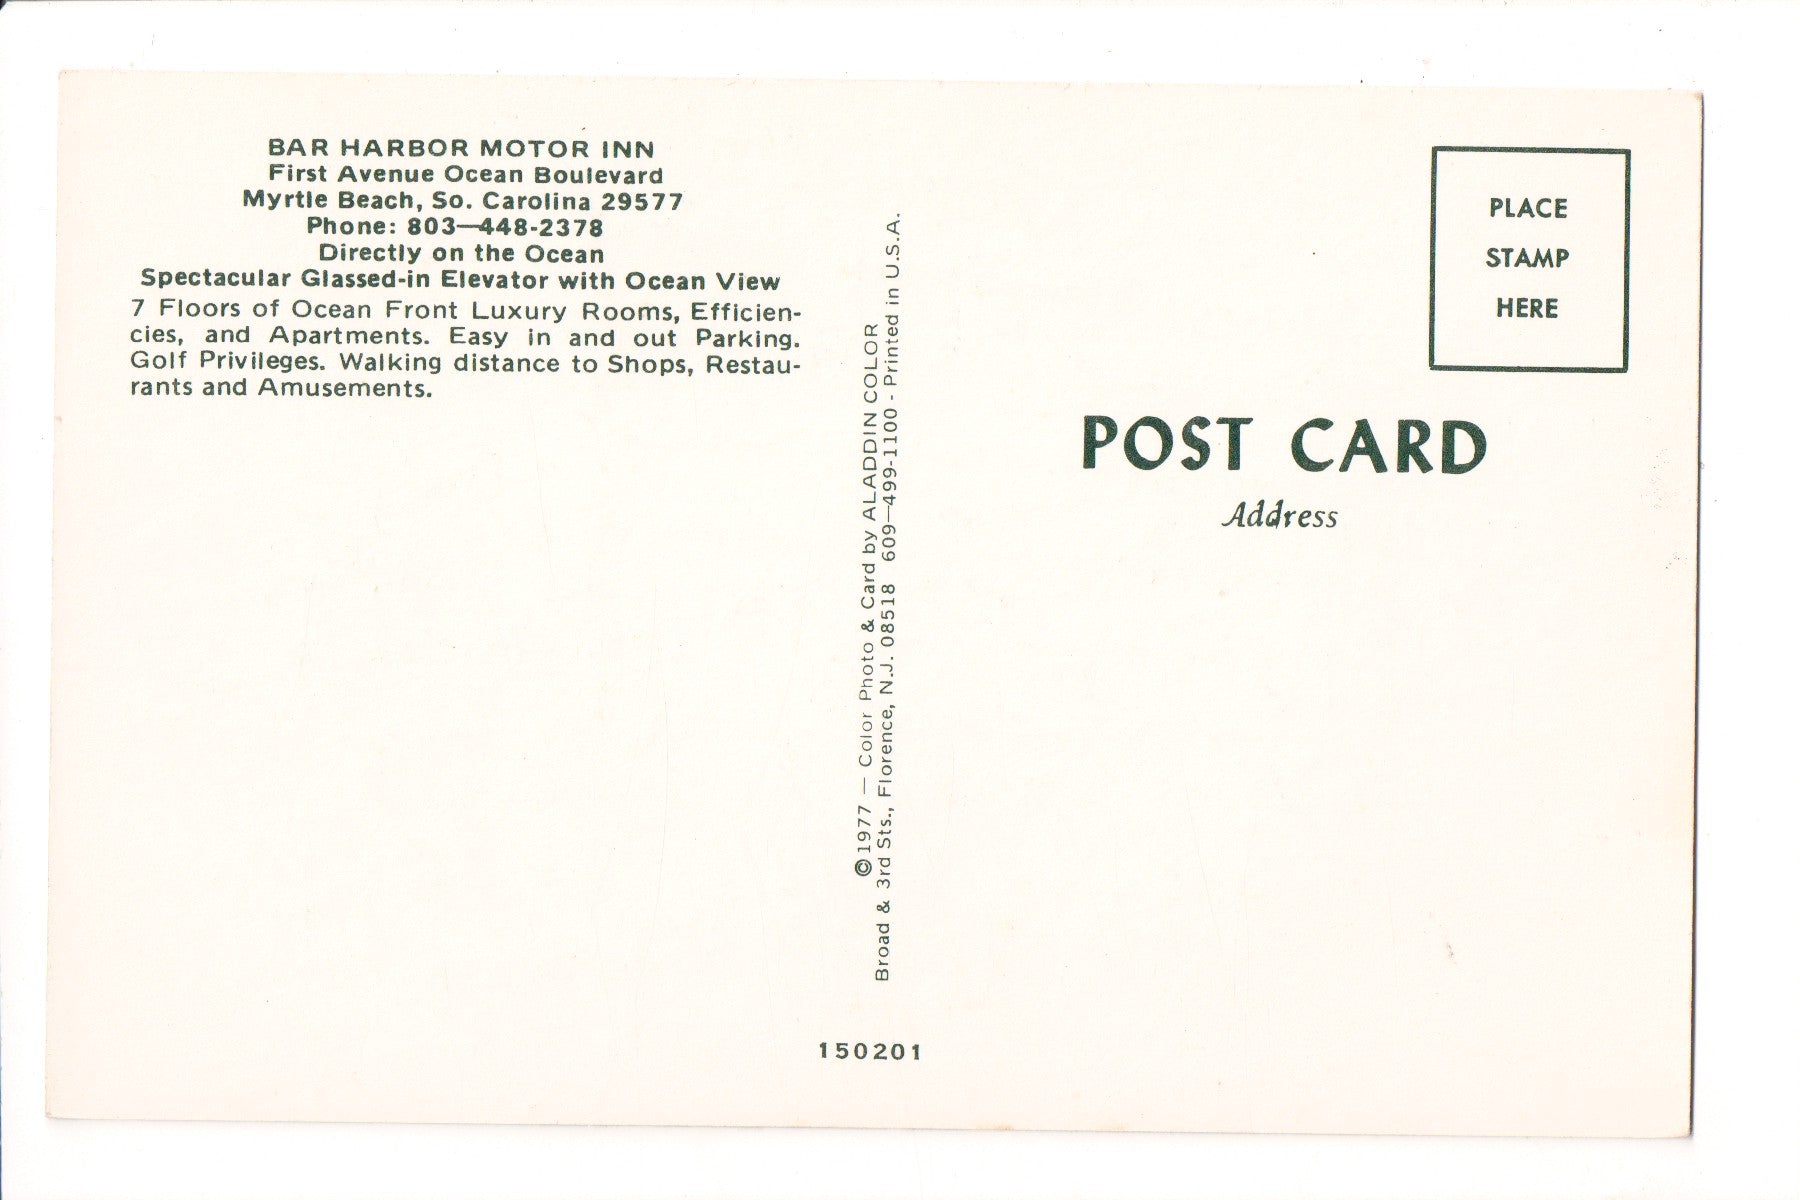 BAR HARBOR MOTOR INN
First Avenue Ocean Boulevard
Myrtle Beach, So. Carolina 29577
Phone: 803—448-2378
Directly on the Ocean
Spectacular Glassed-in Elevator with Ocean View
7 Floors of Ocean Front Luxury Rooms, Efficien-
cies, and Apartments. Easy in and out Parking.
Golf Privileges. Walking distance to Shops, Restau-
rants and Amusements.
©1977 — Color Photo & Card by ALADDIN COLOR
Broad & 3rd Sts., Florence, N.J. 08518 609—499-1100 - Printed in U.S.A.
150201
PLACE
STAMP
HERE
POST CARD
Address